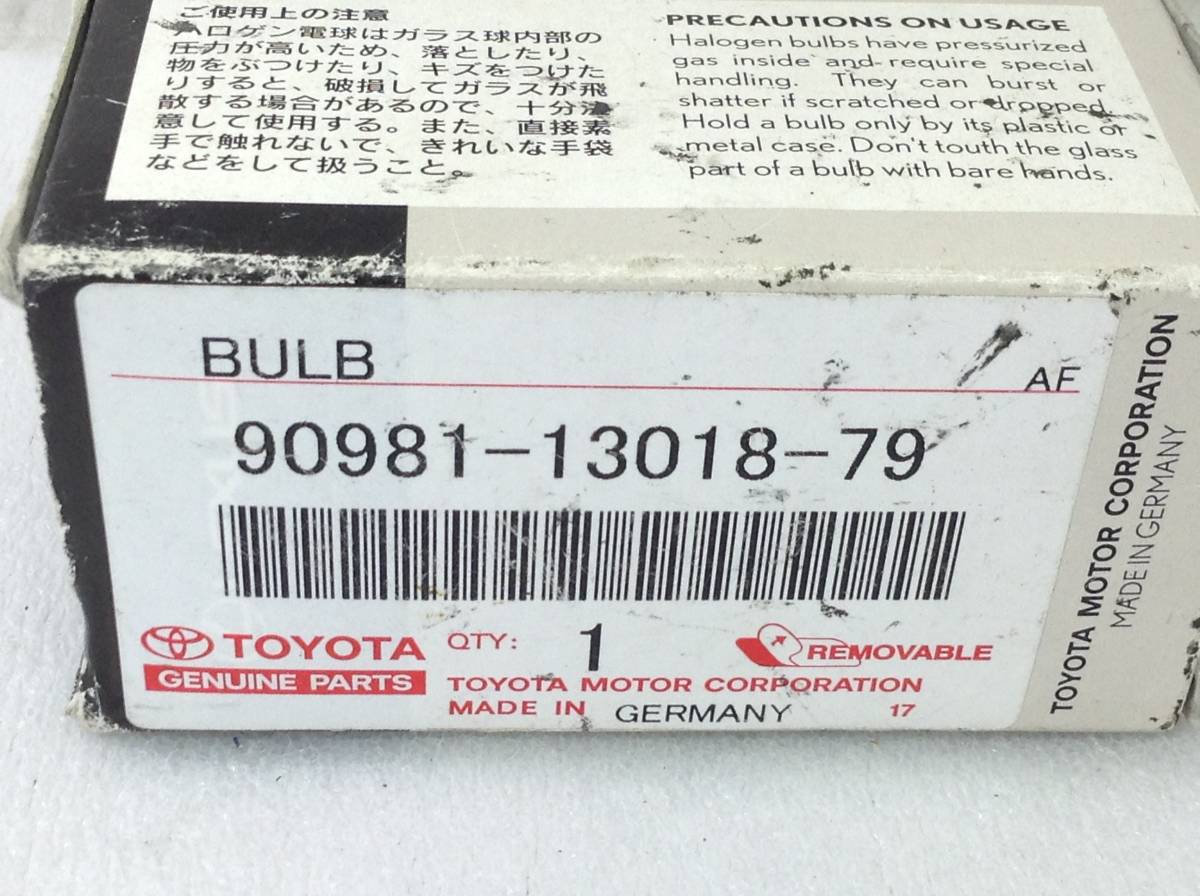 ご使用上の注意
ハロゲン電球はガラス球内部の
圧力が高いため、落としたり、
物をぶつけたり、キズをつけた
りすると、破損してガラスが飛
散する場合があるので、十分注
意して使用する。また、直接素
手で触れないで、きれいな手袋
などをして扱うこと。
PRECAUTIONS ON USAGE
Halogen bulbs have pressurized
gas inside and require special
handling. They can burst or
shatter if scratched or dropped.
Hold a bulb only by its plastic or
metal case. Don't touch the glass
part of a bulb with bare hands.
BULB
AF
90981-13018-79
TOYOTA
GENUINE PARTS
QTY: 1
REMOVABLE
TOYOTA MOTOR CORPORATION
MADE IN GERMANY 17
TOYOTA MOTOR CORPORATION
MADE IN GERMANY